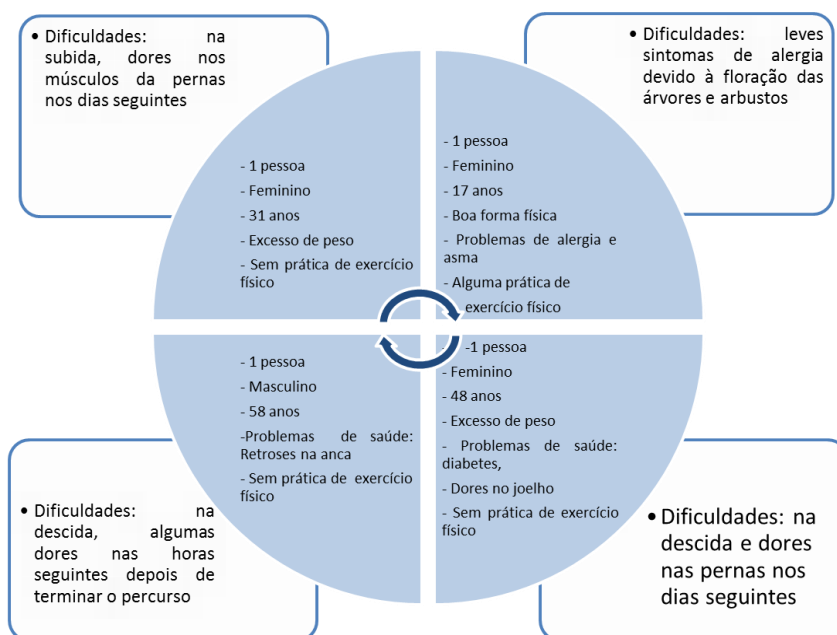 • Dificuldades: na
subida, dores nos
músculos da pernas
nos dias seguintes
• Dificuldades: leves
sintomas de alergia
devido à floração das
árvores e arbustos
- 1 pessoa
- Feminino
- 31 anos
- Excesso de peso
- Sem prática de exercício
físico
- 1 pessoa
- Feminino
- 17 anos
- Boa forma física
- Problemas de alergia e
asma
- Alguma prática de
exercício físico
- 1 pessoa
- Masculino
- 58 anos
-Problemas de saúde:
Retroses na anca
- Sem prática de exercício
físico
- -1 pessoa
- Feminino
- 48 anos
- Excesso de peso
- Problemas de saúde:
diabetes,
- Dores no joelho
- Sem prática de exercício
físico
• Dificuldades: na
descida, algumas
dores nas horas
seguintes depois de
terminar o percurso
• Dificuldades: na
descida e dores
nas pernas nos
dias seguintes